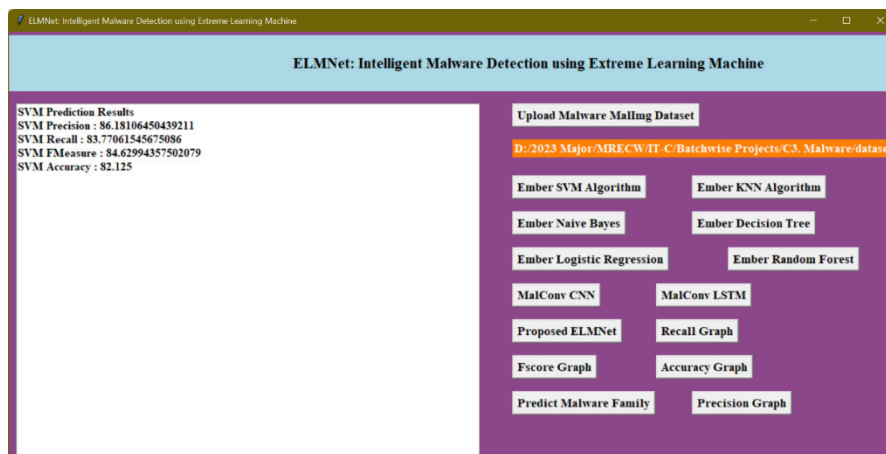 ELMNet: Intelligent Malware Detection using Extreme Learning Machine
ELMNet: Intelligent Malware Detection using Extreme Learning Machine
SVM Prediction Results
SVM Precision : 86.18106450439211
SVM Recall : 83.77061545675086
SVM FMeasure : 84.62994357502079
SVM Accuracy : 82.125
Upload Malware MalImg Dataset
D:/2023 Major/MRECW/IT-C/Batchwise Projects/C3. Malware/datase
Ember SVM Algorithm Ember KNN Algorithm
Ember Naive Bayes Ember Decision Tree
Ember Logistic Regression Ember Random Forest
MalConv CNN MalConv LSTM
Proposed ELMNet Recall Graph
Fscore Graph Accuracy Graph
Predict Malware Family Precision Graph